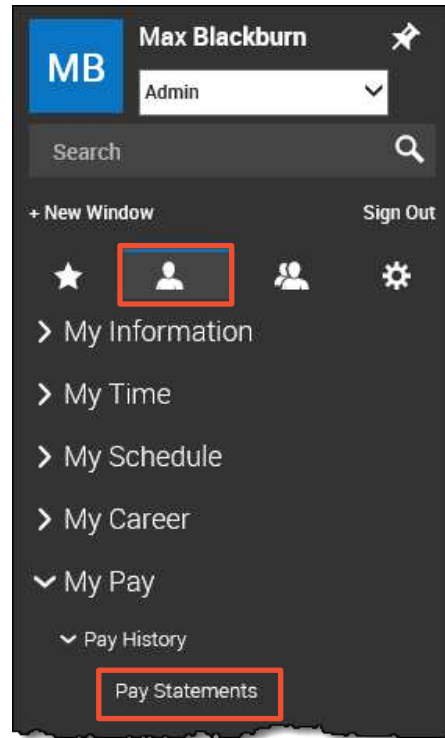 MB
Max Blackburn
Admin
Search
+ New Window
Sign Out
My Information
My Time
My Schedule
My Career
My Pay
Pay History
Pay Statements